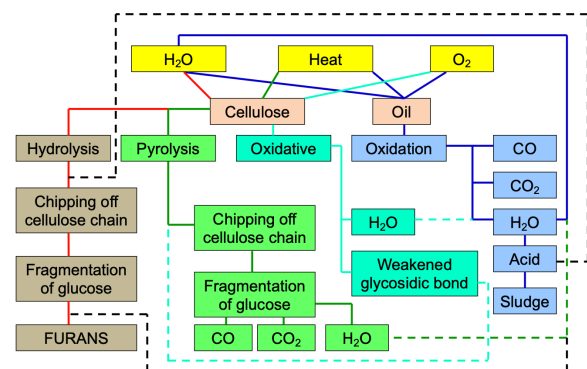 H₂O
Heat
O₂
Cellulose
Oil
Hydrolysis
Pyrolysis
Oxidative
Oxidation
CO
CO₂
Chipping off
cellulose chain
Chipping off
cellulose chain
H₂O
H₂O
Fragmentation
of glucose
Weakened
glycosidic bond
Acid
Fragmentation
of glucose
Sludge
FURANS
CO
CO₂
H₂O